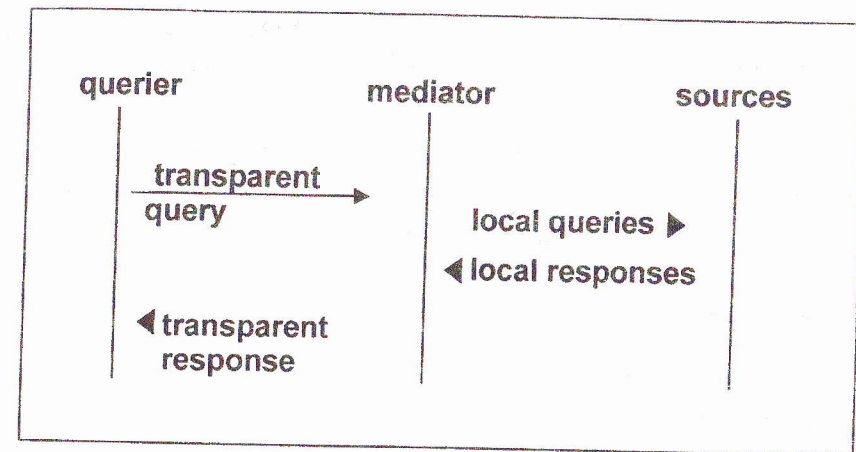 querier
mediator
sources
transparent
query
local queries
local responses
transparent
response